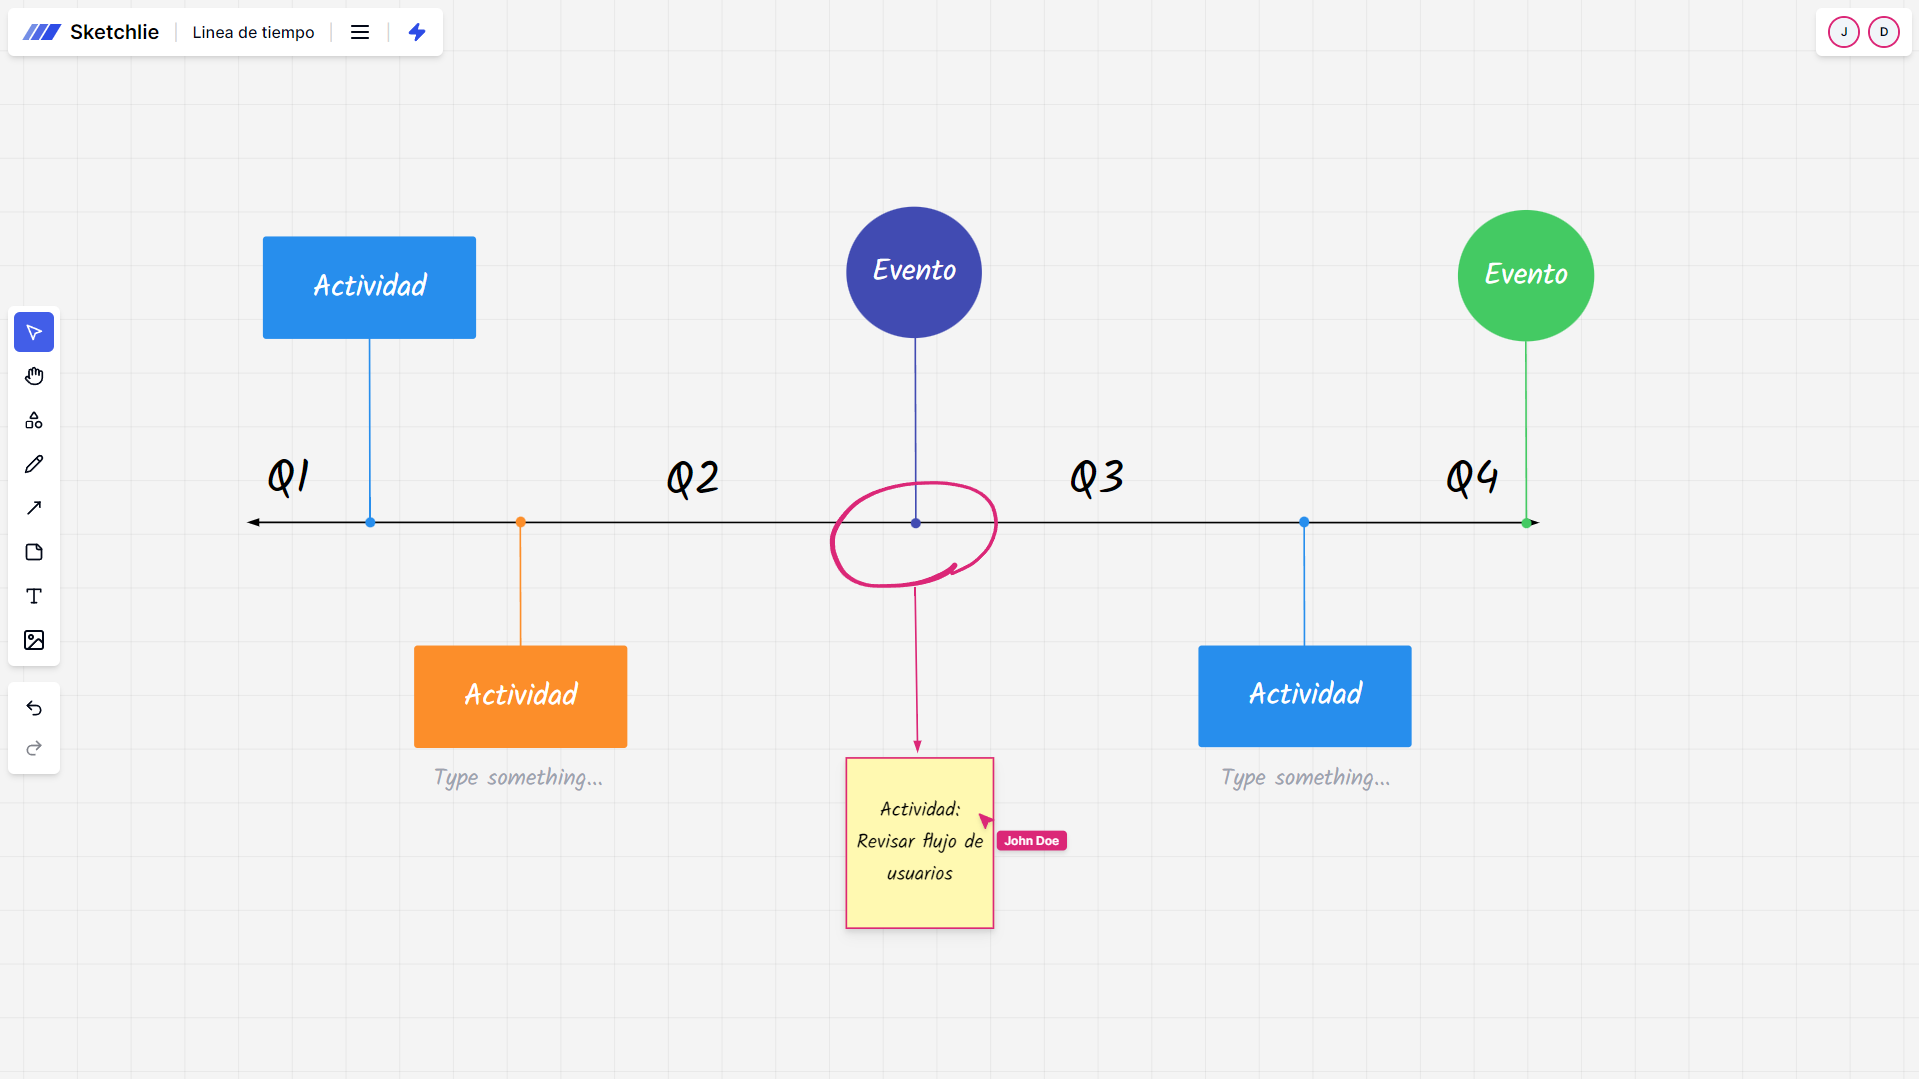 Sketchlie
Linea de tiempo
J
D
Actividad
Evento
Evento
Q1
Q2
Q3
Q4
Actividad
Actividad
Type something...
Type something...
Actividad:
Revisar flujo de
usuarios
John Doe